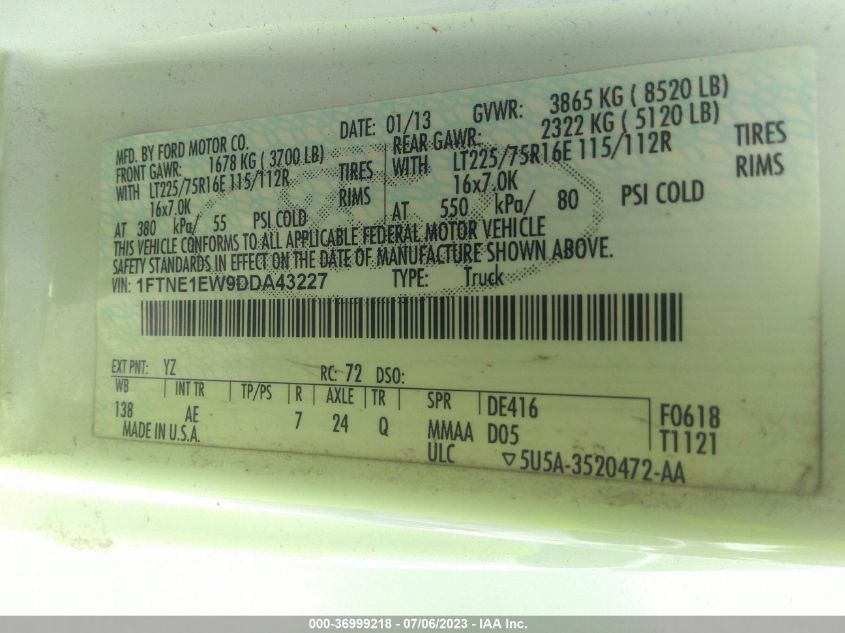 MFD. BY FORD MOTOR CO. DATE: 01/13 GVWR: 3865 KG ( 8520 LB)
FRONT GAWR: 1678 KG ( 3700 LB) REAR GAWR: 2322 KG ( 5120 LB)
WITH LT225/75R16E 115/112R TIRES WITH LT225/75R16E 115/112R TIRES
16x7.0K RIMS 16x7.0K RIMS
AT 380 kPa/ 55 PSI COLD AT 550 kPa/ 80 PSI COLD
THIS VEHICLE CONFORMS TO ALL APPLICABLE FEDERAL MOTOR VEHICLE
SAFETY STANDARDS IN EFFECT ON THE DATE OF MANUFACTURE SHOWN ABOVE.
VIN: 1FTNE1EW9DDA43227 TYPE: Truck
EXT PNT: YZ RC: 72 DSO:
WB INT TR TP/PS R AXLE TR SPR DE416 F0618
138 AE 7 24 Q MMAA D05 T1121
MADE IN U.S.A. ULC ▽5U5A-3520472-AA
000-36999218 - 07/06/2023 - IAA Inc.